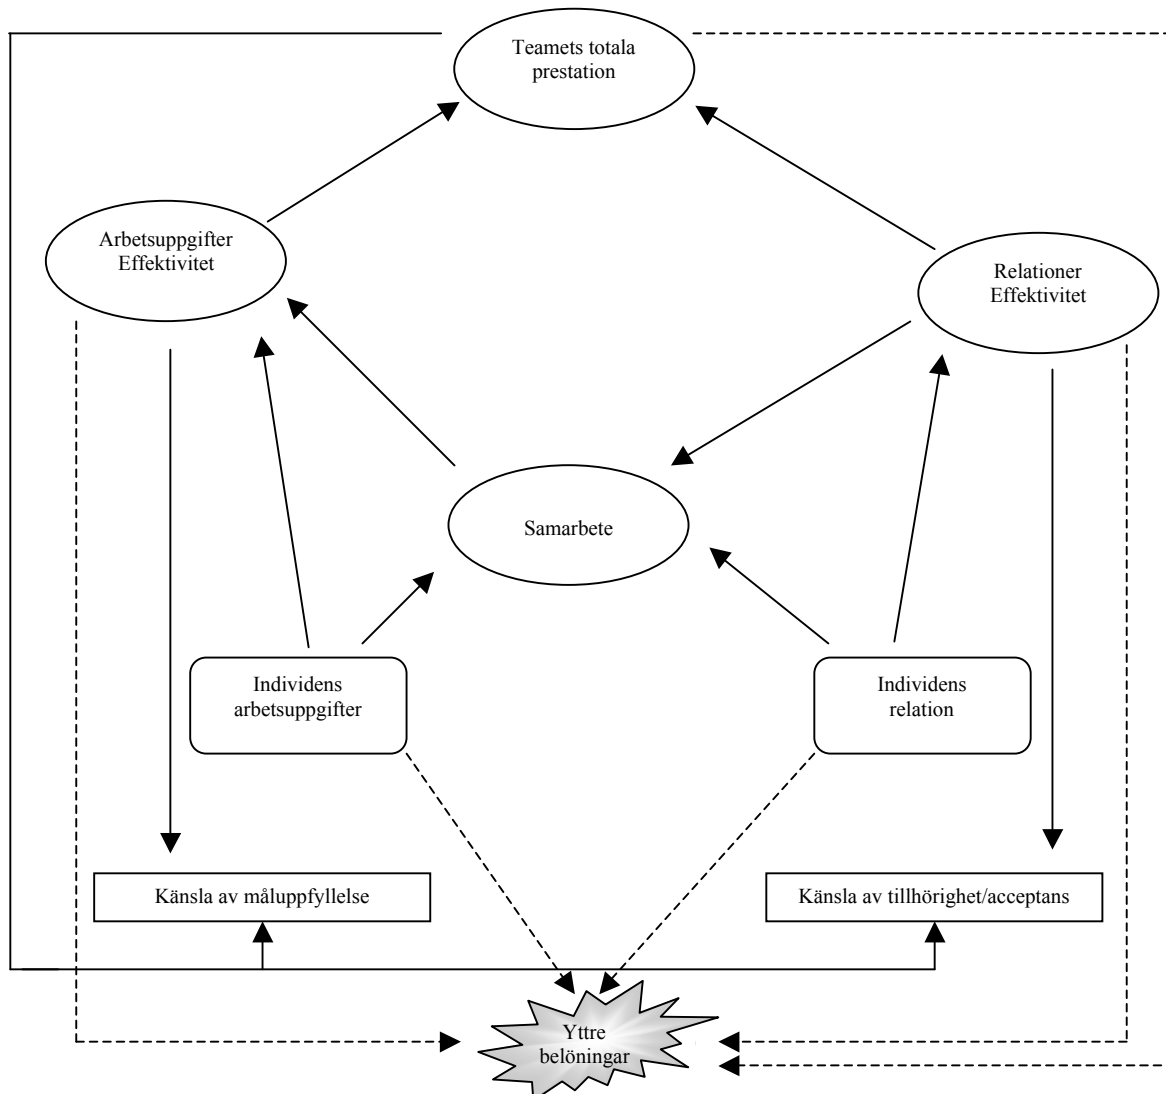 Teamets totala
prestation
Arbetsuppgifter
Effektivitet
Relationer
Effektivitet
Samarbete
Individens
arbetsuppgifter
Individens
relation
Känsla av måluppfyllelse
Känsla av tillhörighet/acceptans
Yttre
belöningar